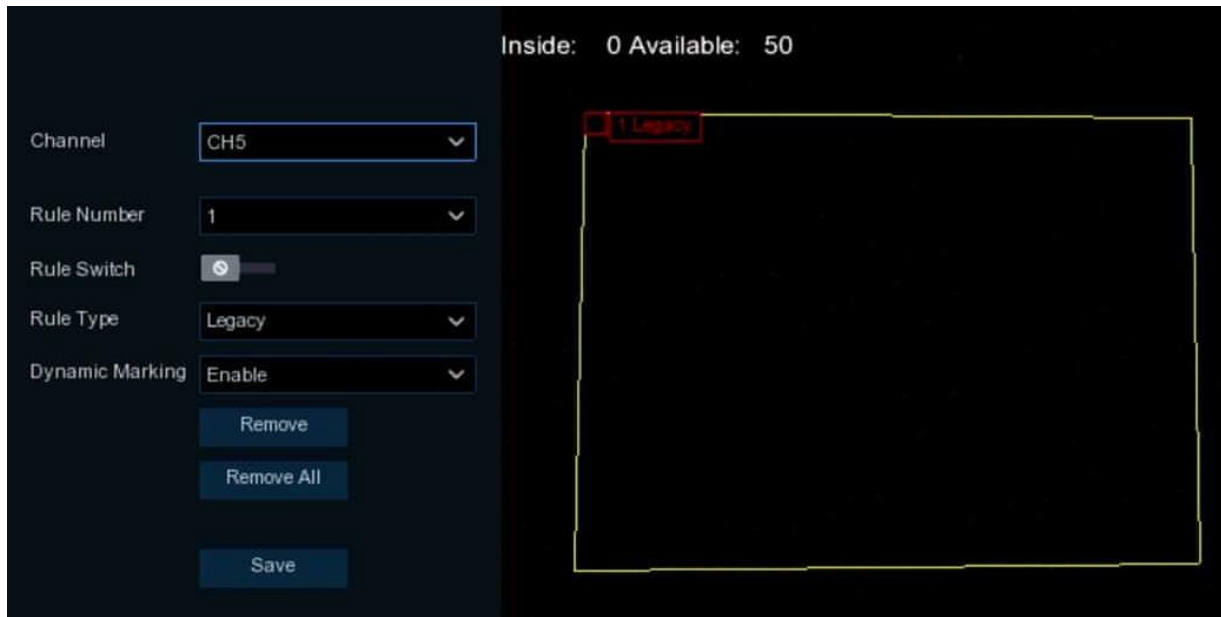 Inside: 0 Available: 50
1 Legacy
Channel CH5
Rule Number 1
Rule Switch
Rule Type Legacy
Dynamic Marking Enable
Remove
Remove All
Save